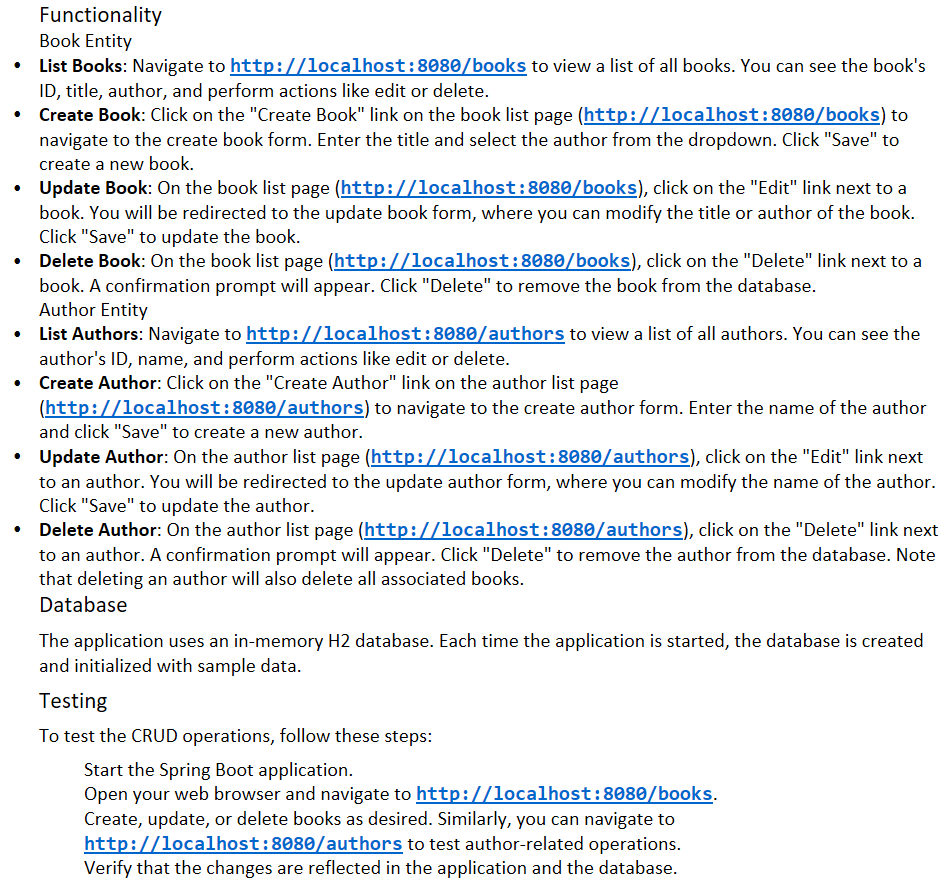 Functionality
Book Entity
• List Books: Navigate to http://localhost:8080/books to view a list of all books. You can see the book's
ID, title, author, and perform actions like edit or delete.
• Create Book: Click on the "Create Book" link on the book list page (http://localhost:8080/books) to
navigate to the create book form. Enter the title and select the author from the dropdown. Click "Save" to
create a new book.
• Update Book: On the book list page (http://localhost:8080/books), click on the "Edit" link next to a
book. You will be redirected to the update book form, where you can modify the title or author of the book.
Click "Save" to update the book.
• Delete Book: On the book list page (http://localhost:8080/books), click on the "Delete" link next to a
book. A confirmation prompt will appear. Click "Delete" to remove the book from the database.
Author Entity
• List Authors: Navigate to http://localhost:8080/authors to view a list of all authors. You can see the
author's ID, name, and perform actions like edit or delete.
• Create Author: Click on the "Create Author" link on the author list page
(http://localhost:8080/authors) to navigate to the create author form. Enter the name of the author
and click "Save" to create a new author.
• Update Author: On the author list page (http://localhost:8080/authors), click on the "Edit" link next
to an author. You will be redirected to the update author form, where you can modify the name of the author.
Click "Save" to update the author.
• Delete Author: On the author list page (http://localhost:8080/authors), click on the "Delete" link next
to an author. A confirmation prompt will appear. Click "Delete" to remove the author from the database. Note
that deleting an author will also delete all associated books.
Database
The application uses an in-memory H2 database. Each time the application is started, the database is created
and initialized with sample data.
Testing
To test the CRUD operations, follow these steps:
Start the Spring Boot application.
Open your web browser and navigate to http://localhost:8080/books.
Create, update, or delete books as desired. Similarly, you can navigate to
http://localhost:8080/authors to test author-related operations.
Verify that the changes are reflected in the application and the database.